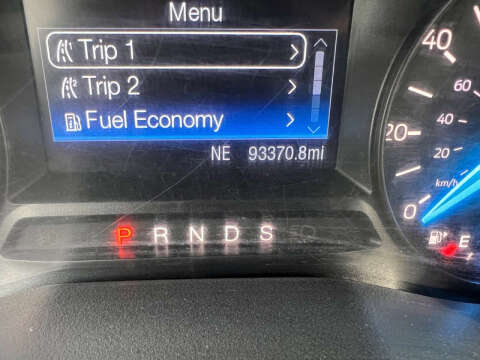 Menu
Trip 1
Trip 2
Fuel Economy
NE 93370.8mi
P R N D S
40
20
0
60
40
20
km/h
E